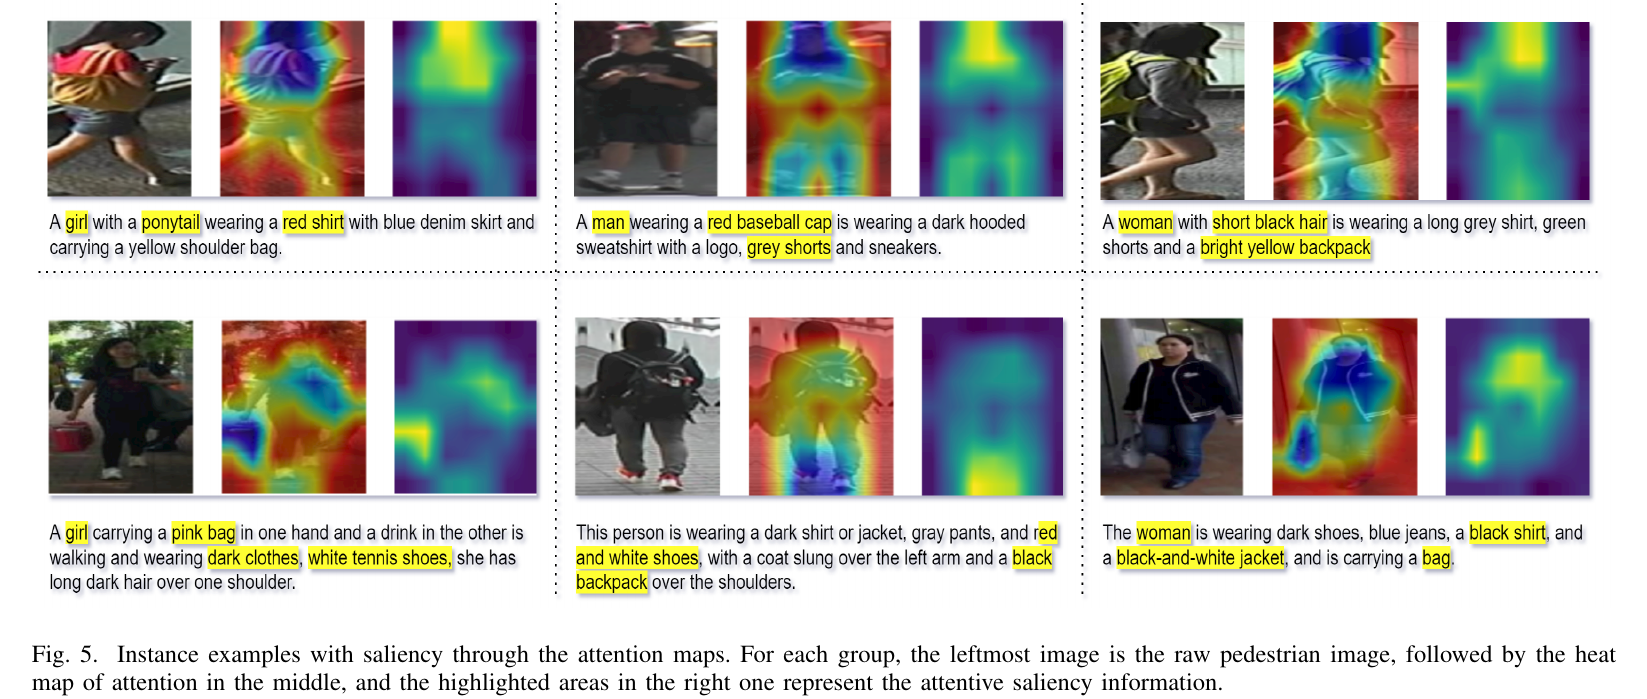 A girl with a ponytail wearing a red shirt with blue denim skirt and
carrying a yellow shoulder bag.
A man wearing a red baseball cap is wearing a dark hooded
sweatshirt with a logo, grey shorts and sneakers.
A woman with short black hair is wearing a long grey shirt, green
shorts and a bright yellow backpack
A girl carrying a pink bag in one hand and a drink in the other is
walking and wearing dark clothes, white tennis shoes, she has
long dark hair over one shoulder.
This person is wearing a dark shirt or jacket, gray pants, and red
and white shoes, with a coat slung over the left arm and a black
backpack over the shoulders.
The woman is wearing dark shoes, blue jeans, a black shirt, and
a black-and-white jacket, and is carrying a bag.
Fig. 5. Instance examples with saliency through the attention maps. For each group, the leftmost image is the raw pedestrian image, followed by the heat
map of attention in the middle, and the highlighted areas in the right one represent the attentive saliency information.